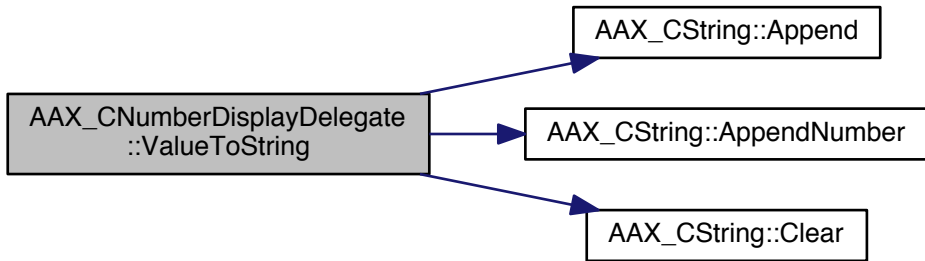 AAX_CString::Append
AAX_CNumberDisplayDelegate
::ValueToString
AAX_CString::AppendNumber
AAX_CString::Clear